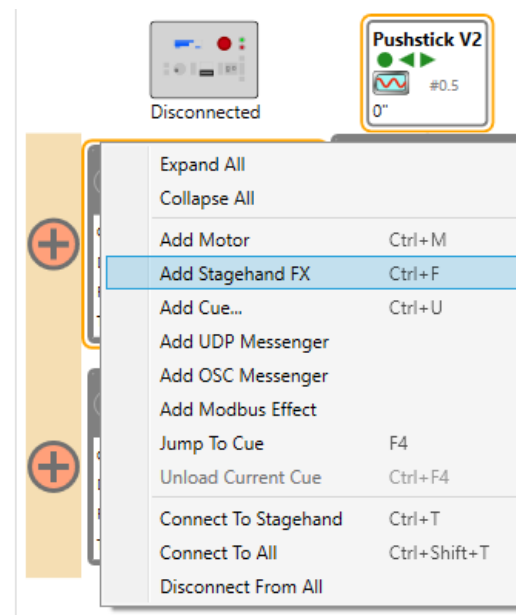 Disconnected
Pushstick V2
#0.5
0"
Expand All
Collapse All
Add Motor Ctrl+M
Add Stagehand FX Ctrl+F
Add Cue... Ctrl+U
Add UDP Messenger
Add OSC Messenger
Add Modbus Effect
Jump To Cue F4
Unload Current Cue Ctrl+F4
Connect To Stagehand Ctrl+T
Connect To All Ctrl+Shift+T
Disconnect From All